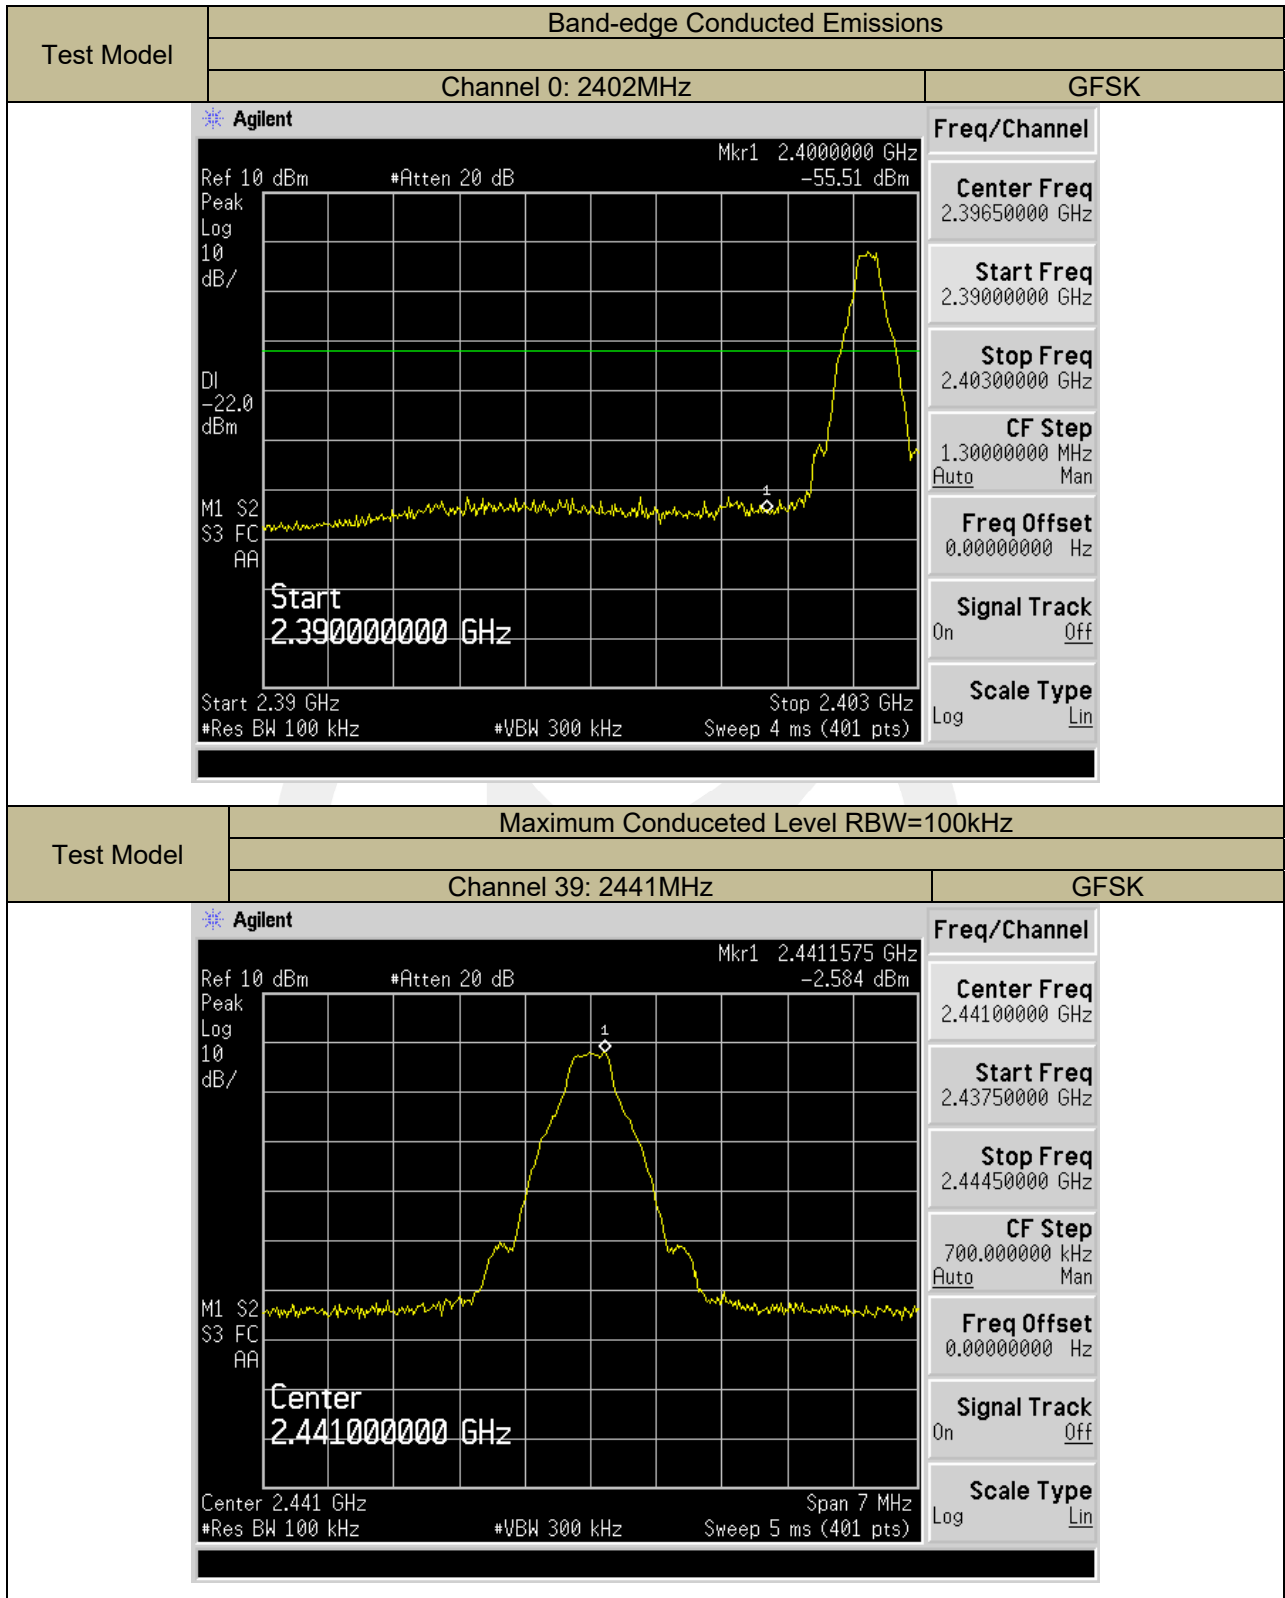 Test Model
Band-edge Conducted Emissions
Channel 0: 2402MHz
GFSK
Agilent
Freq/Channel
Mkr1 2.4000000 GHz
Ref 10 dBm #Atten 20 dB -55.51 dBm
Peak
Log
10
dB/
DI
-22.0
dBm
M1 S2
S3 FC
AA
1
Start
2.390000000 GHz
Start 2.39 GHz Stop 2.403 GHz
#Res BW 100 kHz #VBW 300 kHz Sweep 4 ms (401 pts)
Center Freq
2.39650000 GHz
Start Freq
2.39000000 GHz
Stop Freq
2.40300000 GHz
CF Step
1.30000000 MHz
Auto Man
Freq Offset
0.00000000 Hz
Signal Track
On Off
Scale Type
Log Lin
Test Model
Maximum Conduceted Level RBW=100kHz
Channel 39: 2441MHz
GFSK
Agilent
Freq/Channel
Mkr1 2.4411575 GHz
Ref 10 dBm #Atten 20 dB -2.584 dBm
Peak
Log
10
dB/
M1 S2
S3 FC
AA
1
Center
2.441000000 GHz
Center 2.441 GHz Span 7 MHz
#Res BW 100 kHz #VBW 300 kHz Sweep 5 ms (401 pts)
Center Freq
2.44100000 GHz
Start Freq
2.43750000 GHz
Stop Freq
2.44450000 GHz
CF Step
700.000000 kHz
Auto Man
Freq Offset
0.00000000 Hz
Signal Track
On Off
Scale Type
Log Lin